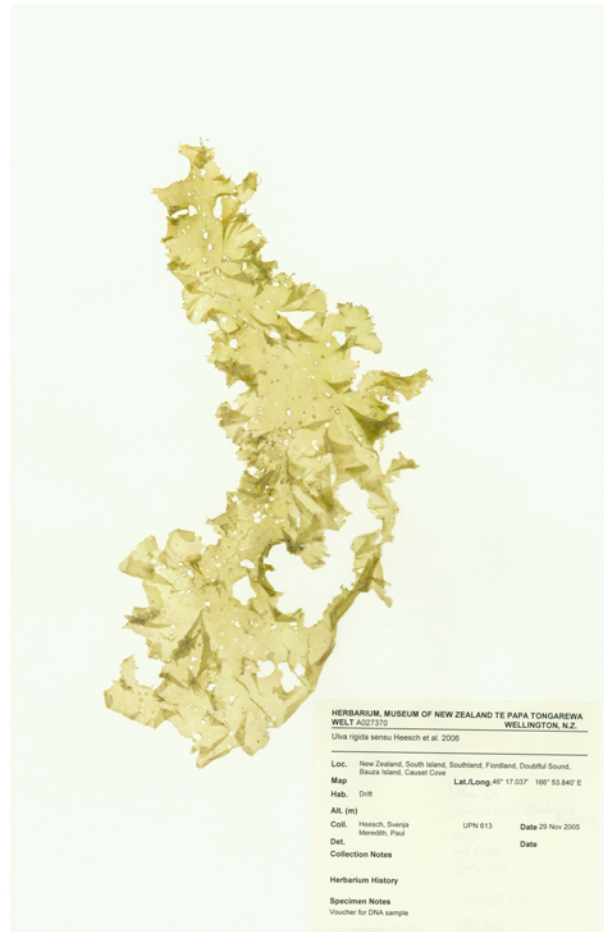 HERBARIUM, MUSEUM OF NEW ZEALAND TE PAPA TONGAREWA
WELT A027370 WELLINGTON, N.Z.
Ulva rigida sensu Heesch et al. 2006
Loc. New Zealand, South Island, Southland, Fiordland, Doubtful Sound,
Bauza Island, Causet Cove
Map Lat./Long. 46° 17.037' 166° 53.840' E
Hab. Drift
Alt. (m)
Coll. Heesch, Svenja UPN 613 Date 29 Nov 2005
Meredith, Paul
Det. Date
Collection Notes
Herbarium History
Specimen Notes
Voucher for DNA sample